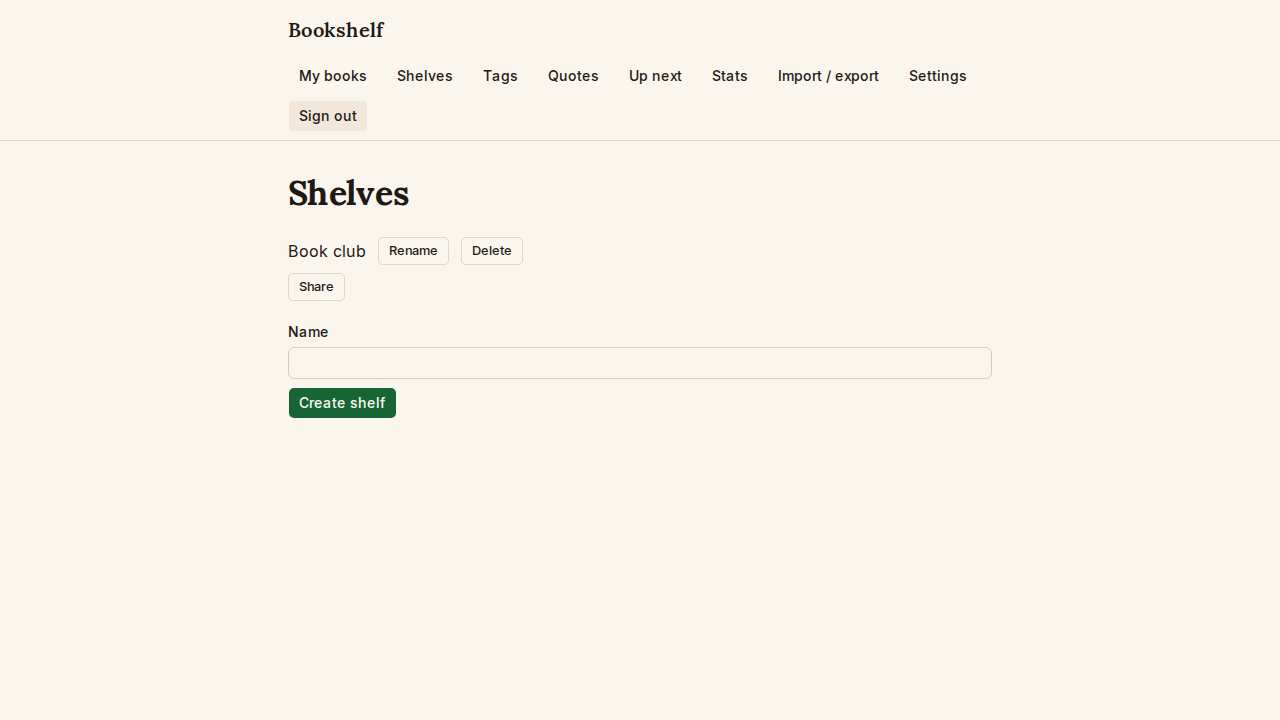 Bookshelf
My books Shelves Tags Quotes Up next Stats Import / export Settings
Sign out
Shelves
Book club Rename Delete
Share
Name
Create shelf